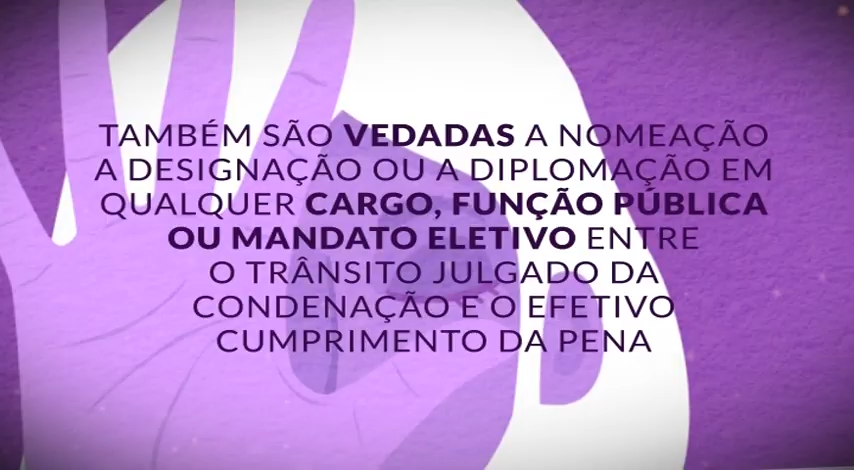 TAMBÉM SÃO VEDADAS A NOMEAÇÃO
A DESIGNAÇÃO OU A DIPLOMAÇÃO EM
QUALQUER CARGO, FUNÇÃO PÚBLICA
OU MANDATO ELETIVO ENTRE
O TRÂNSITO JULGADO DA
CONDENAÇÃO E O EFETIVO
CUMPRIMENTO DA PENA